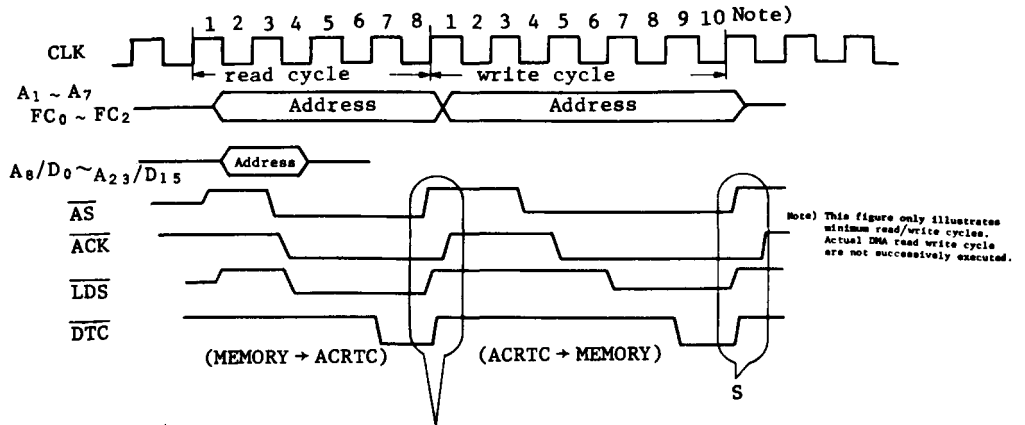 1 2 3 4 5 6 7 8 1 2 3 4 5 6 7 8 9 10 Note)
CLK
read cycle write cycle
A1 ~ A7
FC0 ~ FC2
Address Address
A8/D0 ~ A23/D15
Address
AS
Note) This figure only illustrates
minimum read/write cycles.
Actual DMA read write cycle
are not successively executed.
ACK
LDS
DTC
(MEMORY → ACRTC) (ACRTC → MEMORY)
S